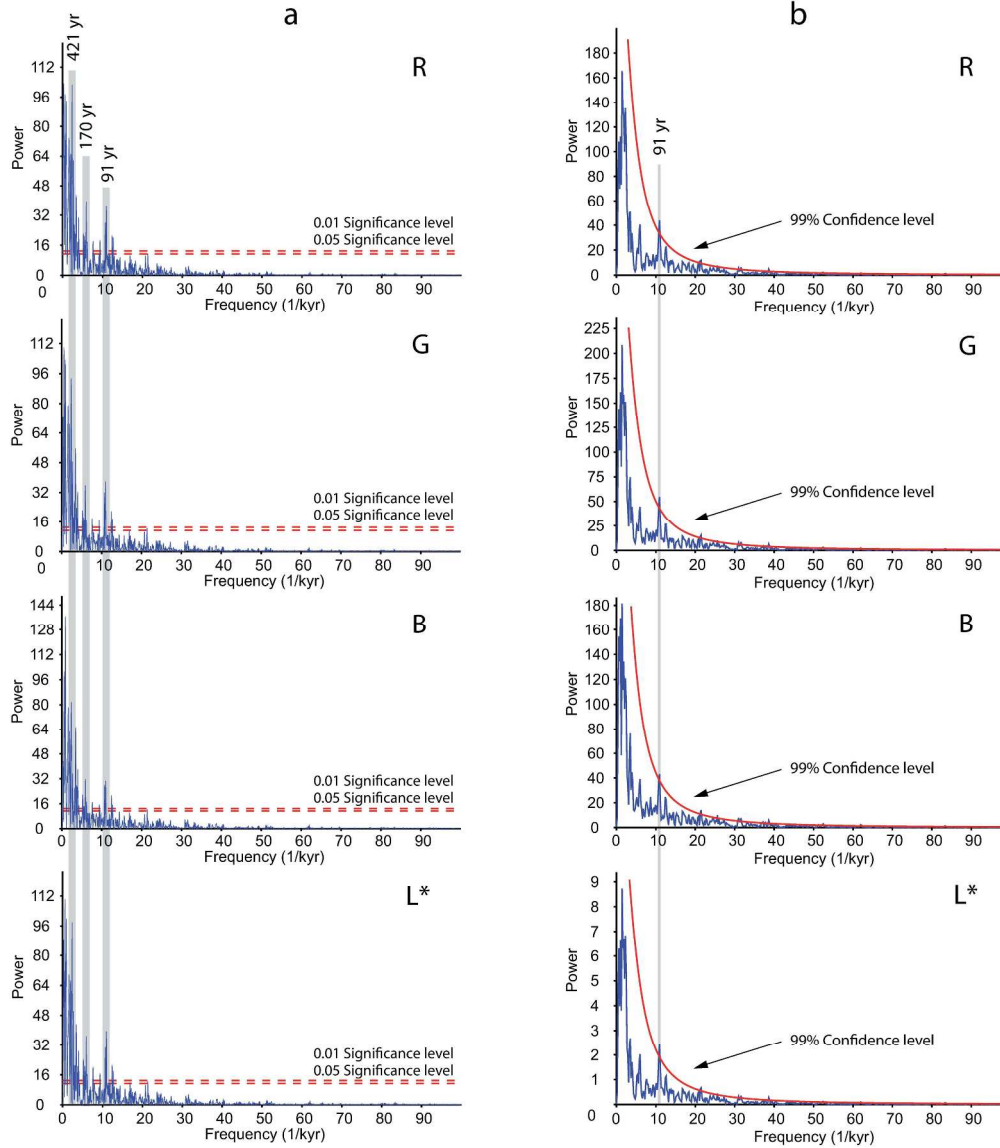 a
421 yr
170 yr
91 yr
R
Power
112
96
80
64
48
32
16
0
0.01 Significance level
0.05 Significance level
0 10 20 30 40 50 60 70 80 90
Frequency (1/kyr)
G
Power
112
96
80
64
48
32
16
0
0.01 Significance level
0.05 Significance level
0 10 20 30 40 50 60 70 80 90
Frequency (1/kyr)
B
Power
144
128
112
96
80
64
48
32
16
0
0.01 Significance level
0.05 Significance level
0 10 20 30 40 50 60 70 80 90
Frequency (1/kyr)
L*
Power
112
96
80
64
48
32
16
0
0.01 Significance level
0.05 Significance level
0 10 20 30 40 50 60 70 80 90
Frequency (1/kyr)
b
91 yr
R
Power
180
160
140
120
100
80
60
40
20
0
99% Confidence level
0 10 20 30 40 50 60 70 80 90
Frequency (1/kyr)
G
Power
225
200
175
150
125
100
75
50
25
0
99% Confidence level
0 10 20 30 40 50 60 70 80 90
Frequency (1/kyr)
B
Power
180
160
140
120
100
80
60
40
20
0
99% Confidence level
0 10 20 30 40 50 60 70 80 90
Frequency (1/kyr)
L*
Power
9
8
7
6
5
4
3
2
1
0
99% Confidence level
0 10 20 30 40 50 60 70 80 90
Frequency (1/kyr)